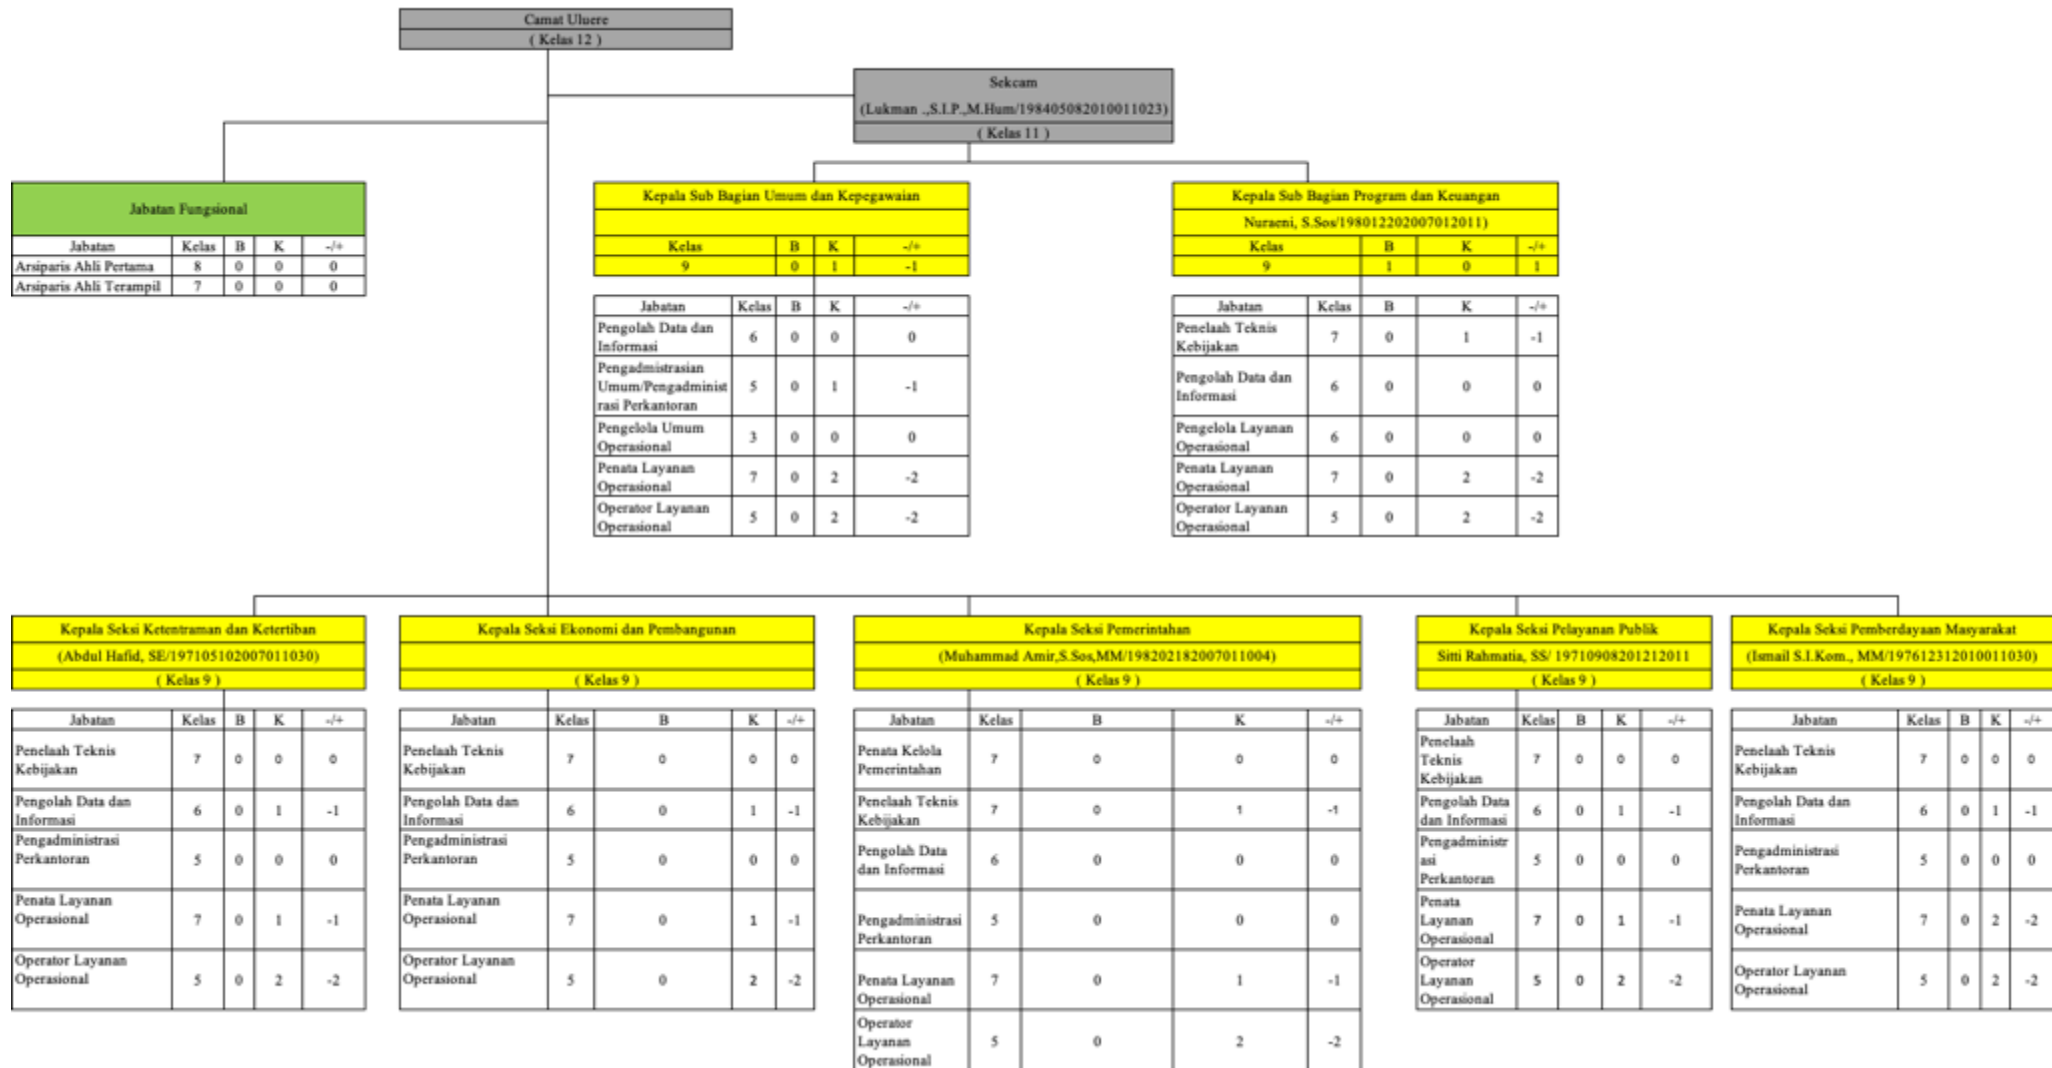 Camat Uluere
( Kelas 12 )
Sekcam
(Lukman .,S.I.P.,M.Hum/198405082010011023)
( Kelas 11 )
Jabatan Fungsional
Jabatan Kelas B K -/+
Arsiparis Ahli Pertama 8 0 0 0
Arsiparis Ahli Terampil 7 0 0 0
Kepala Sub Bagian Umum dan Kepegawaian
Kelas B K -/+
9 0 1 -1
Jabatan Kelas B K -/+
Pengolah Data dan
Informasi 6 0 0 0
Pengadmistrasian
Umum/Pengadminist
rasi Perkantoran 5 0 1 -1
Pengelola Umum
Operasional 3 0 0 0
Penata Layanan
Operasional 7 0 2 -2
Operator Layanan
Operasional 5 0 2 -2
Kepala Sub Bagian Program dan Keuangan
Nuraeni, S.Sos/198012202007012011)
Kelas B K -/+
9 1 0 1
Jabatan Kelas B K -/+
Penelaah Teknis
Kebijakan 7 0 1 -1
Pengolah Data dan
Informasi 6 0 0 0
Pengelola Layanan
Operasional 6 0 0 0
Penata Layanan
Operasional 7 0 2 -2
Operator Layanan
Operasional 5 0 2 -2
Kepala Seksi Ketentraman dan Ketertiban
(Abdul Hafid, SE/197105102007011030)
( Kelas 9 )
Jabatan Kelas B K -/+
Penelaah Teknis
Kebijakan 7 0 0 0
Pengolah Data dan
Informasi 6 0 1 -1
Pengadministrasi
Perkantoran 5 0 0 0
Penata Layanan
Operasional 7 0 1 -1
Operator Layanan
Operasional 5 0 2 -2
Kepala Seksi Ekonomi dan Pembangunan
( Kelas 9 )
Jabatan Kelas B K -/+
Penelaah Teknis
Kebijakan 7 0 0 0
Pengolah Data dan
Informasi 6 0 1 -1
Pengadministrasi
Perkantoran 5 0 0 0
Penata Layanan
Operasional 7 0 1 -1
Operator Layanan
Operasional 5 0 2 -2
Kepala Seksi Pemerintahan
(Muhammad Amir,S.Sos,MM/198202182007011004)
( Kelas 9 )
Jabatan Kelas B K -/+
Penata Kelola
Pemerintahan 7 0 0 0
Penelaah Teknis
Kebijakan 7 0 1 -1
Pengolah Data
dan Informasi 6 0 0 0
Pengadministrasi
Perkantoran 5 0 0 0
Penata Layanan
Operasional 7 0 1 -1
Operator
Layanan
Operasional 5 0 2 -2
Kepala Seksi Pelayanan Publik
Sitti Rahmatia, SS/ 19710908201212011
( Kelas 9 )
Jabatan Kelas B K -/+
Penelaah
Teknis
Kebijakan 7 0 0 0
Pengolah Data
dan Informasi 6 0 1 -1
Pengadministr
asi
Perkantoran 5 0 0 0
Penata
Layanan
Operasional 7 0 1 -1
Operator
Layanan
Operasional 5 0 2 -2
Kepala Seksi Pemberdayaan Masyarakat
(Ismail S.I.Kom., MM/197612312010011030)
( Kelas 9 )
Jabatan Kelas B K -/+
Penelaah Teknis
Kebijakan 7 0 0 0
Pengolah Data dan
Informasi 6 0 1 -1
Pengadministrasi
Perkantoran 5 0 0 0
Penata Layanan
Operasional 7 0 2 -2
Operator Layanan
Operasional 5 0 2 -2